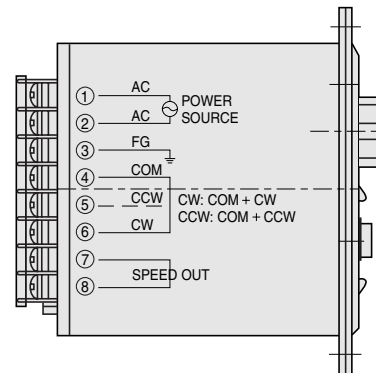 1 AC
POWER
2 AC SOURCE
3 FG
4 COM
5 CCW CW: COM + CW
CCW: COM + CCW
6 CW
7
SPEED OUT
8